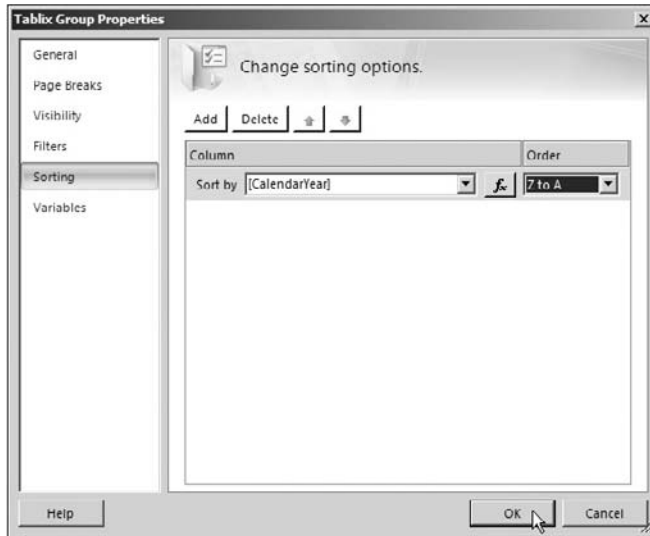 Tablix Group Properties
General
Page Breaks
Visibility
Filters
Sorting
Variables
Change sorting options.
Add Delete
Column Order
Sort by [CalendarYear] fx Z to A
Help OK Cancel